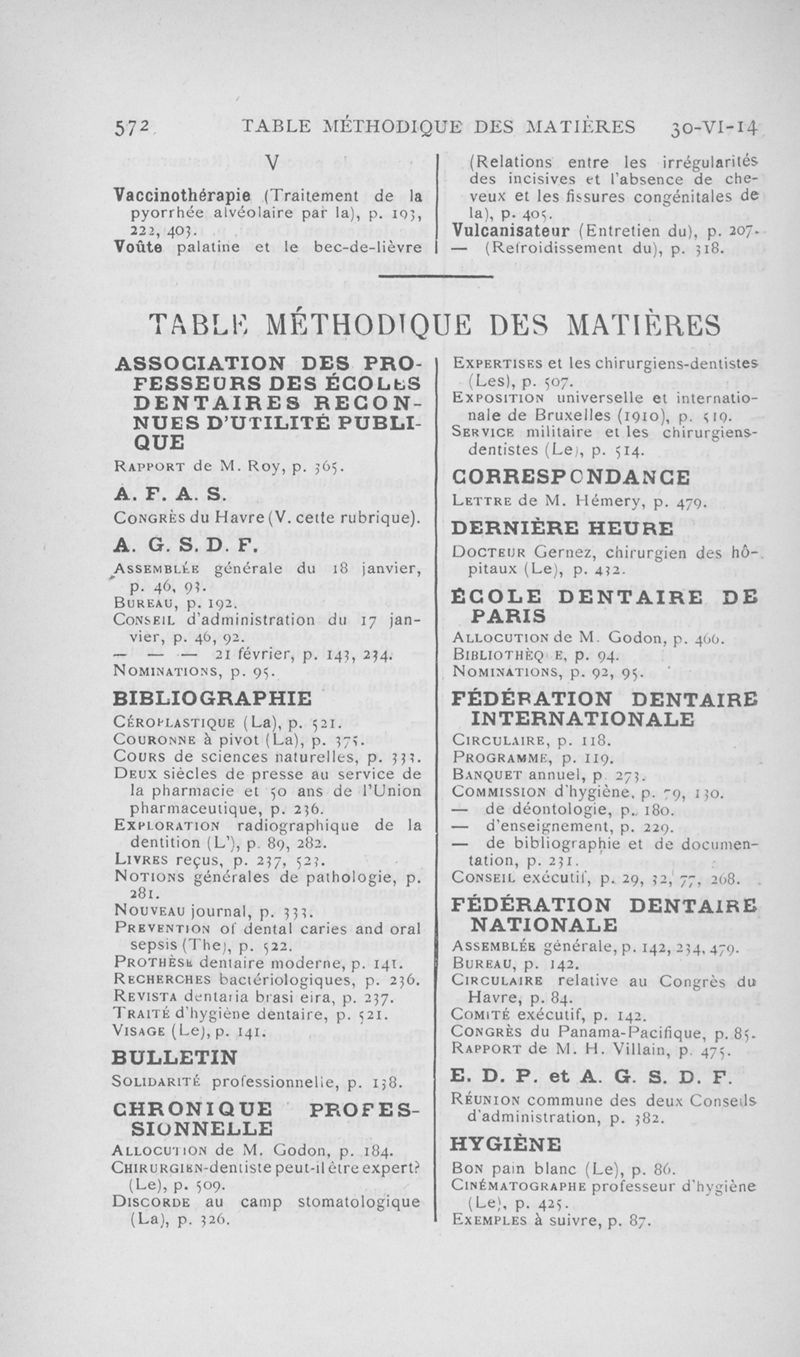 572 TABLE MÉTHODIQUE DES MATIÈRES 30-VI-14
V
Vaccinothérapie (Traitement de la
pyorrhée alvéolaire par la), p. 193,
222, 403.
Voûte palatine et le bec-de-lièvre
(Relations entre les irrégularités
des incisives et l'absence de che-
veux et les fissures congénitales de
la), p. 405.
Vulcanisateur (Entretien du), p. 207.
— (Refroidissement du), p. 318.
TABLE MÉTHODIQUE DES MATIÈRES
ASSOCIATION DES PRO-
FESSEURS DES ÉCOLES
DENTAIRES RECON-
NUES D'UTILITÉ PUBLI-
QUE
RAPPORT de M. Roy, p. 365.
A. F. A. S.
CONGRÈS du Havre (V. cette rubrique).
A. G. S. D. F.
ASSEMBLÉE générale du 18 janvier,
p. 46, 93.
BUREAU, p. 192.
CONSEIL d'administration du 17 jan-
vier, p. 46, 92.
— — — 21 février, p. 143, 234.
NOMINATIONS, p. 95.
BIBLIOGRAPHIE
CÉROPLASTIQUE (La), p. 521.
COURONNE à pivot (La), p. 375.
COURS de sciences naturelles, p. 333.
DEUX siècles de presse au service de
la pharmacie et 50 ans de l'Union
pharmaceutique, p. 236.
EXPLORATION radiographique de la
dentition (L'), p. 89, 282.
LIVRES reçus, p. 237, 523.
NOTIONS générales de pathologie, p.
281.
NOUVEAU journal, p. 333.
PREVENTION of dental caries and oral
sepsis (The), p. 522.
PROTHÈSE dentaire moderne, p. 141.
RECHERCHES bactériologiques, p. 236.
REVISTA dentaria brasi eira, p. 237.
TRAITÉ d'hygiène dentaire, p. 521.
VISAGE (Le), p. 141.
BULLETIN
SOLIDARITÉ professionnelle, p. 138.
CHRONIQUE PROFES-
SIONNELLE
ALLOCUTION de M. Godon, p. 184.
CHIRURGIEN-dentiste peut-il être expert?
(Le), p. 509.
DISCORDE au camp stomatologique
(La), p. 326.
EXPERTISES et les chirurgiens-dentistes
(Les), p. 507.
EXPOSITION universelle et internatio-
nale de Bruxelles (1910), p. 519.
SERVICE militaire et les chirurgiens-
dentistes (Le), p. 514.
CORRESPONDANCE
LETTRE de M. Hémery, p. 479.
DERNIÈRE HEURE
DOCTEUR Gernez, chirurgien des hô-
pitaux (Le), p. 432.
ÉCOLE DENTAIRE DE
PARIS
ALLOCUTION de M. Godon, p. 466.
BIBLIOTHÈQ E, p. 94.
NOMINATIONS, p. 92, 95.
FÉDÉRATION DENTAIRE
INTERNATIONALE
CIRCULAIRE, p. 118.
PROGRAMME, p. 119.
BANQUET annuel, p. 273.
COMMISSION d'hygiène, p. 79, 130.
— de déontologie, p. 180.
— d'enseignement, p. 229.
— de bibliographie et de documen-
tation, p. 231.
CONSEIL exécutif, p. 29, 32, 77, 268.
FÉDÉRATION DENTAIRE
NATIONALE
ASSEMBLÉE générale, p. 142, 234, 479.
BUREAU, p. 142.
CIRCULAIRE relative au Congrès du
Havre, p. 84.
COMITÉ exécutif, p. 142.
CONGRÈS du Panama-Pacifique, p. 85.
RAPPORT de M. H. Villain, p. 475.
E. D. P. et A. G. S. D. F.
RÉUNION commune des deux Conseils
d'administration, p. 382.
HYGIÈNE
BON pain blanc (Le), p. 86.
CINÉMATOGRAPHE professeur d'hygiène
(Le), p. 425.
EXEMPLES à suivre, p. 87.